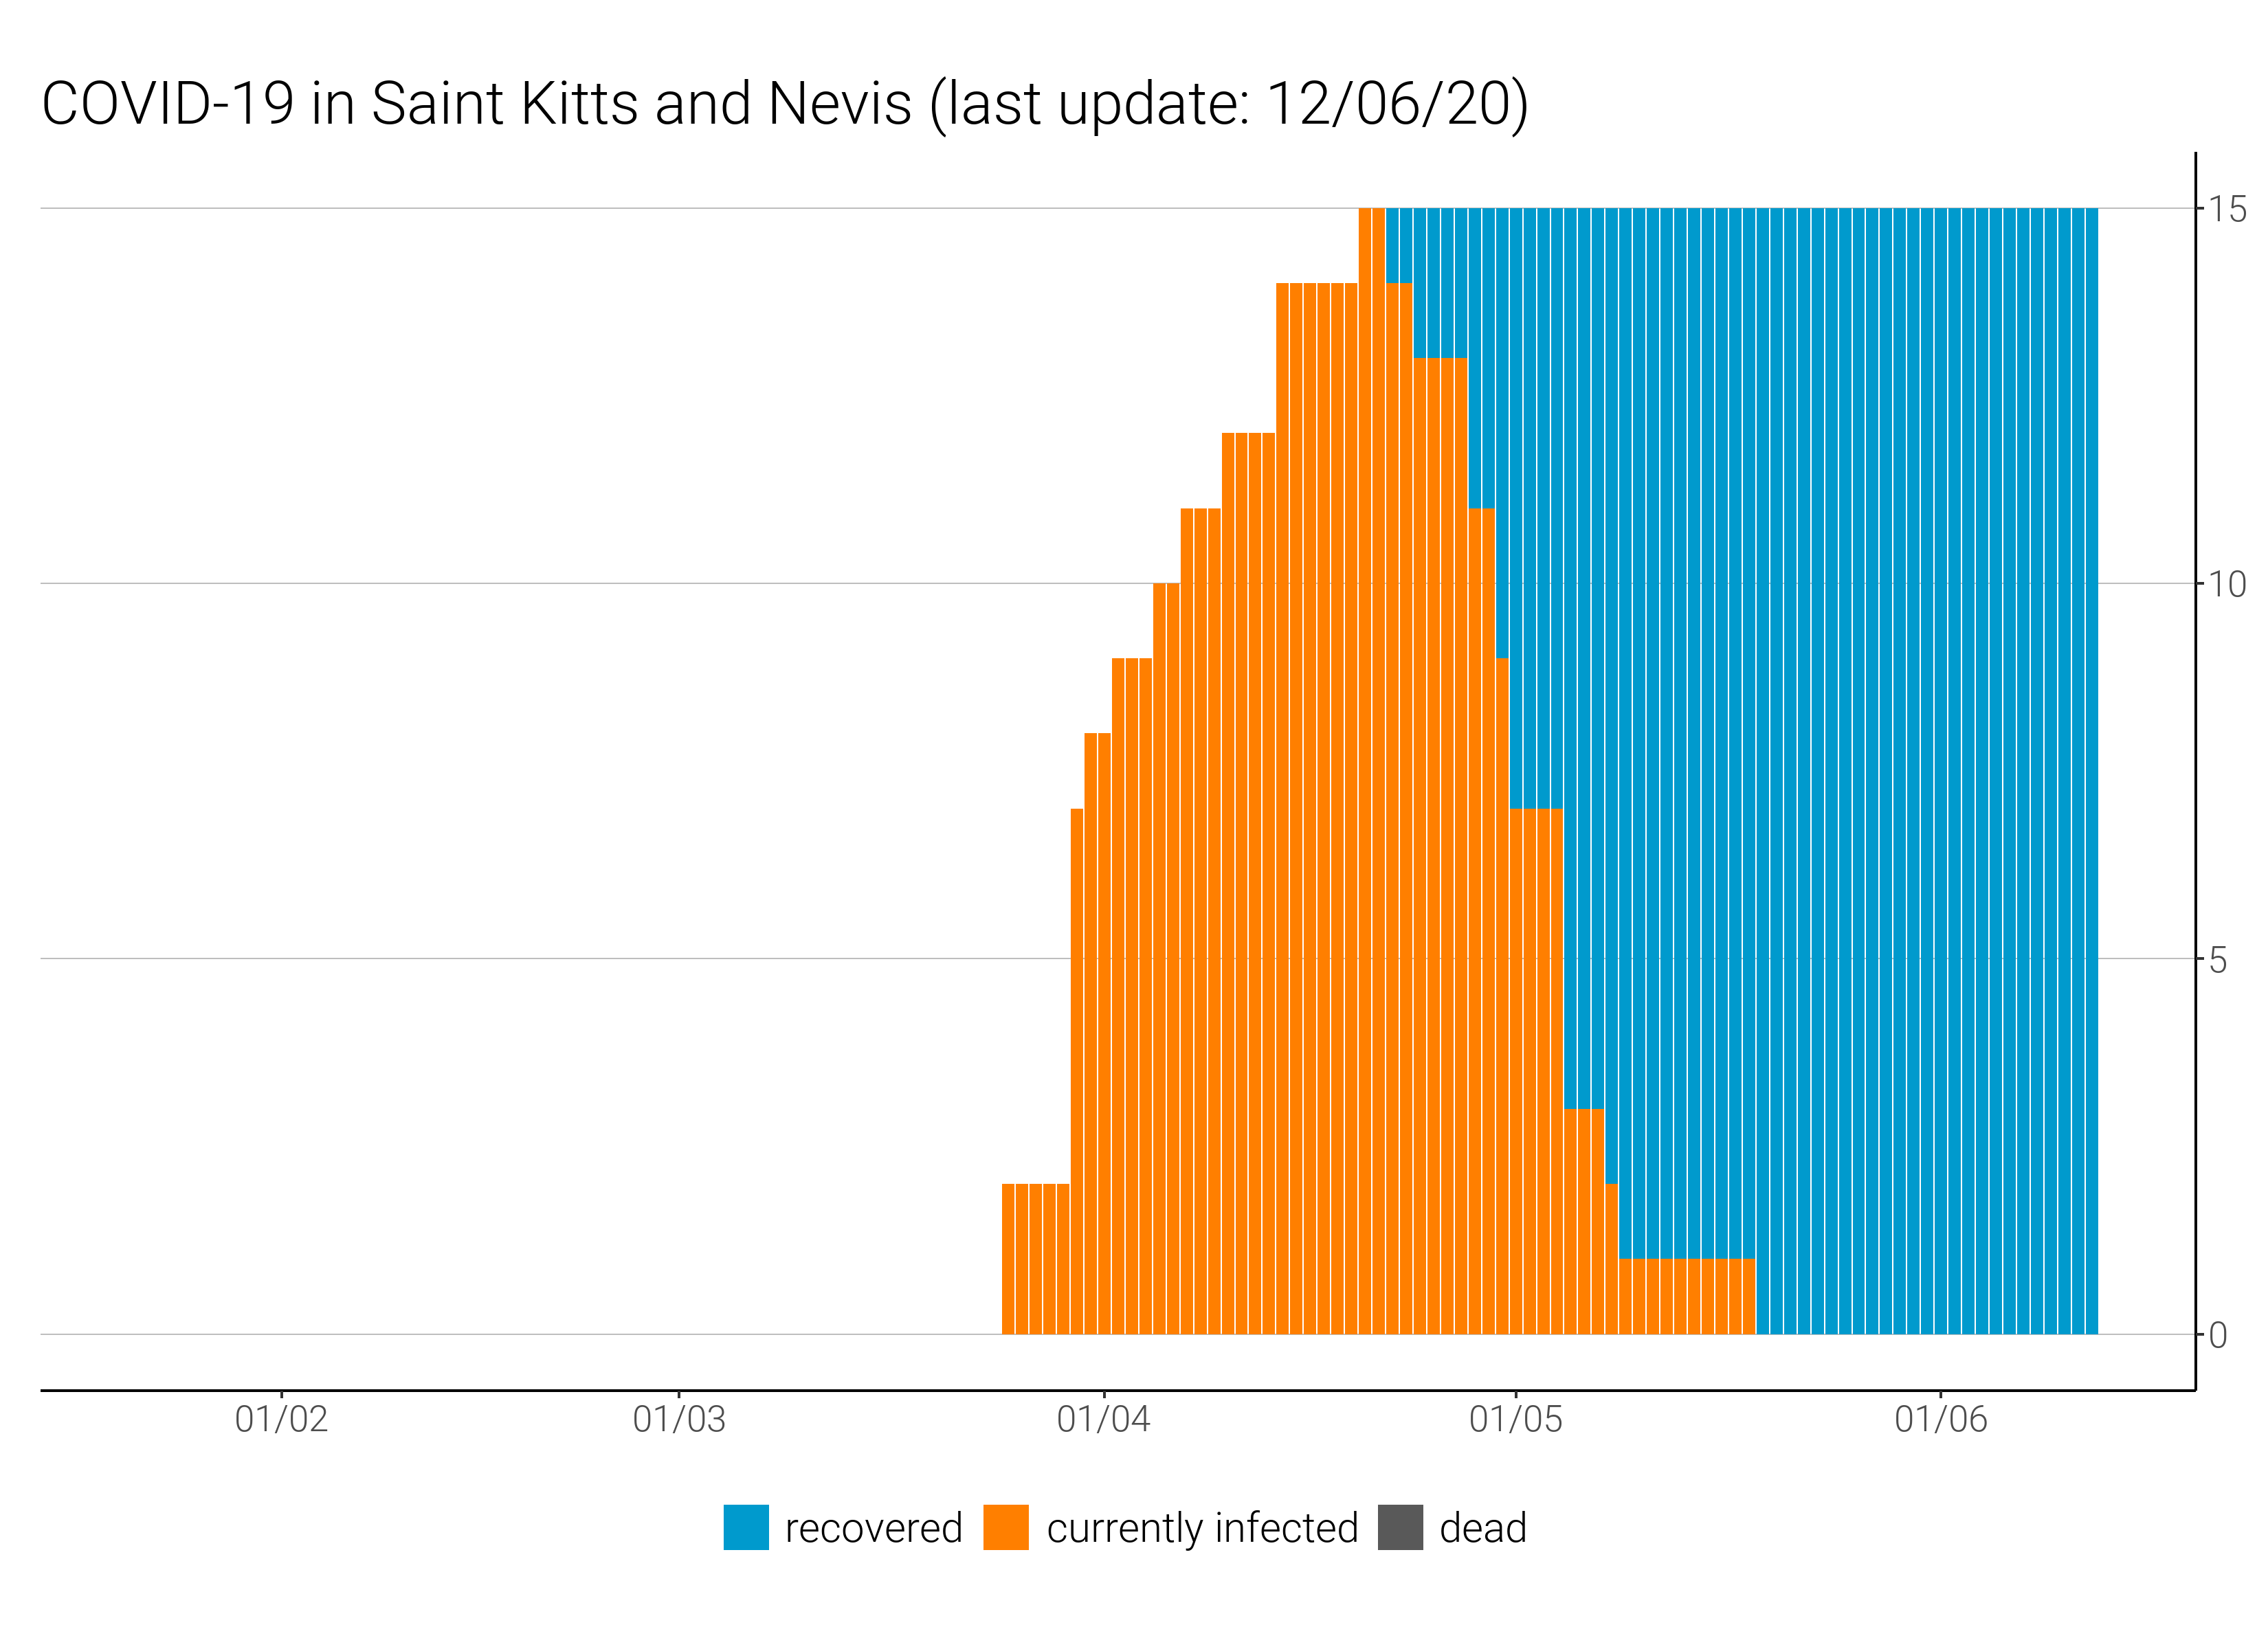 COVID-19 in Saint Kitts and Nevis (last update: 12/06/20)
15
10
5
0
01/02 01/03 01/04 01/05 01/06
recovered currently infected dead